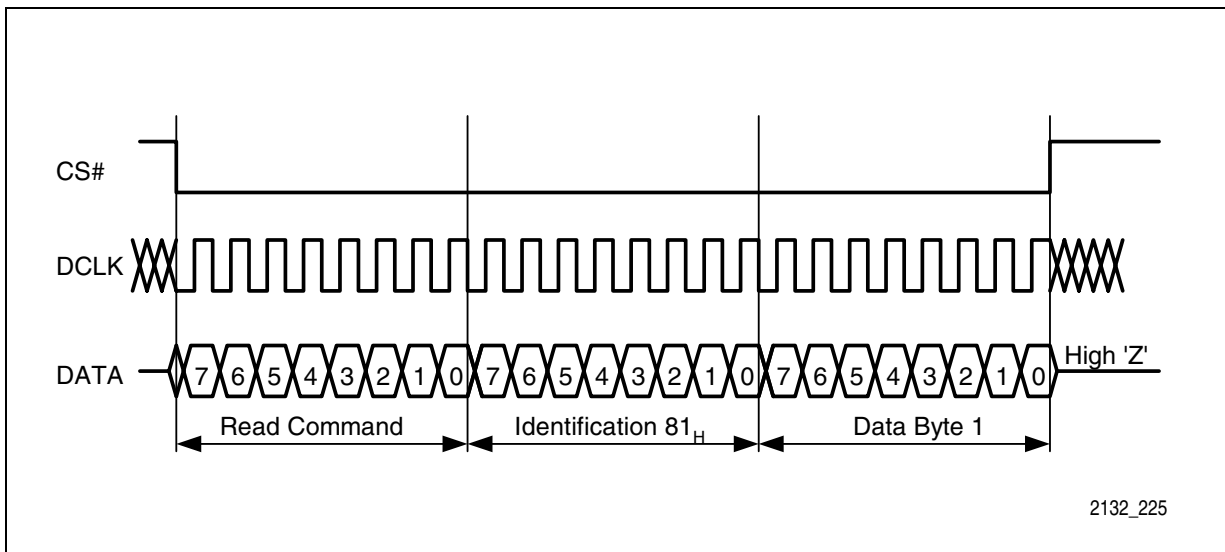 CS#
DCLK
DATA 7 6 5 4 3 2 1 0 7 6 5 4 3 2 1 0 7 6 5 4 3 2 1 0 High 'Z'
Read Command Identification 81H Data Byte 1
2132_225